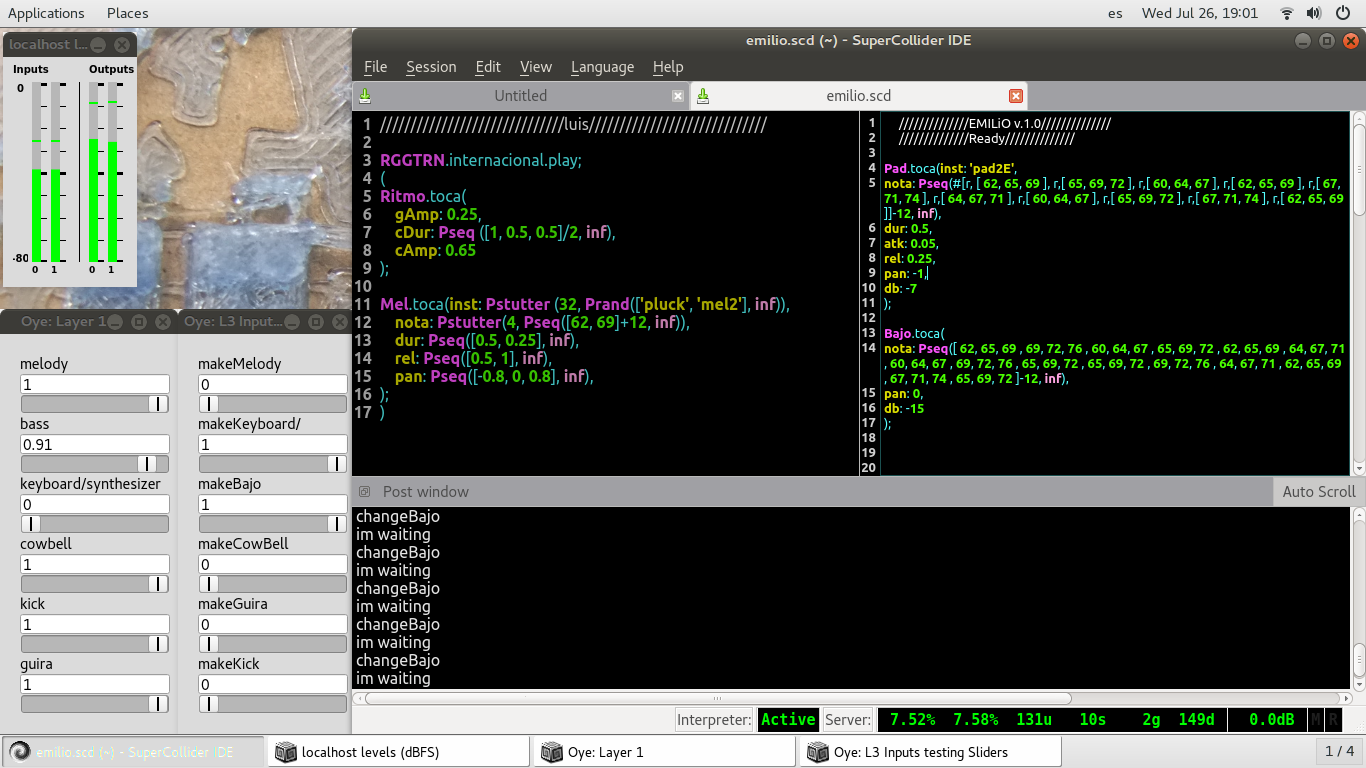 Applications Places
es Wed Jul 26, 19:01
localhost l...
Inputs Outputs
0
-80
0 1 0 1
emilio.scd (~) - SuperCollider IDE
File Session Edit View Language Help
Untitled emilio.scd
1 ///////////////////////////////luis//////////////////////////////
2
3 RGGTRN.internacional.play;
4 (
5 Ritmo.toca(
6 gAmp: 0.25,
7 cDur: Pseq ([1, 0.5, 0.5]/2, inf),
8 cAmp: 0.65
9 );
10
11 Mel.toca(inst: Pstutter (32, Prand(['pluck', 'mel2'], inf)),
12 nota: Pstutter(4, Pseq([62, 69]+12, inf)),
13 dur: Pseq([0.5, 0.25], inf),
14 rel: Pseq([0.5, 1], inf),
15 pan: Pseq([-0.8, 0, 0.8], inf),
16 );
17 )
1 //////////////EMILiO v.1.0//////////////
2 //////////////Ready//////////////
3
4 Pad.toca(inst: 'pad2E',
5 nota: Pseq(#[r, [ 62, 65, 69 ], r,[ 65, 69, 72 ], r,[ 60, 64, 67 ], r,[ 62, 65, 69 ], r,[ 67,
71, 74 ], r,[ 64, 67, 71 ], r,[ 60, 64, 67 ], r,[ 65, 69, 72 ], r,[ 67, 71, 74 ], r,[ 62, 65, 69
]]-12, inf),
6 dur: 0.5,
7 atk: 0.05,
8 rel: 0.25,
9 pan: -1,
10 db: -7
11 );
12
13 Bajo.toca(
14 nota: Pseq([ 62, 65, 69 , 69, 72, 76 , 60, 64, 67 , 65, 69, 72 , 62, 65, 69 , 64, 67, 71
, 60, 64, 67 , 69, 72, 76 , 65, 69, 72 , 65, 69, 72 , 69, 72, 76 , 64, 67, 71 , 62, 65, 69
, 67, 71, 74 , 65, 69, 72 ]-12, inf),
15 pan: 0,
16 db: -15
17 );
18
19
20
Oye: Layer 1
melody
1
bass
0.91
keyboard/synthesizer
0
cowbell
1
kick
1
guira
1
Oye: L3 Input...
makeMelody
0
makeKeyboard/
1
makeBajo
1
makeCowBell
0
makeGuira
0
makeKick
0
Post window Auto Scroll
changeBajo
im waiting
changeBajo
im waiting
changeBajo
im waiting
changeBajo
im waiting
changeBajo
im waiting
Interpreter: Active Server: 7.52% 7.58% 131u 10s 2g 149d 0.0dB M R
emilio.scd (~) - SuperCollider IDE localhost levels (dBFS) Oye: Layer 1 Oye: L3 Inputs testing Sliders 1 / 4